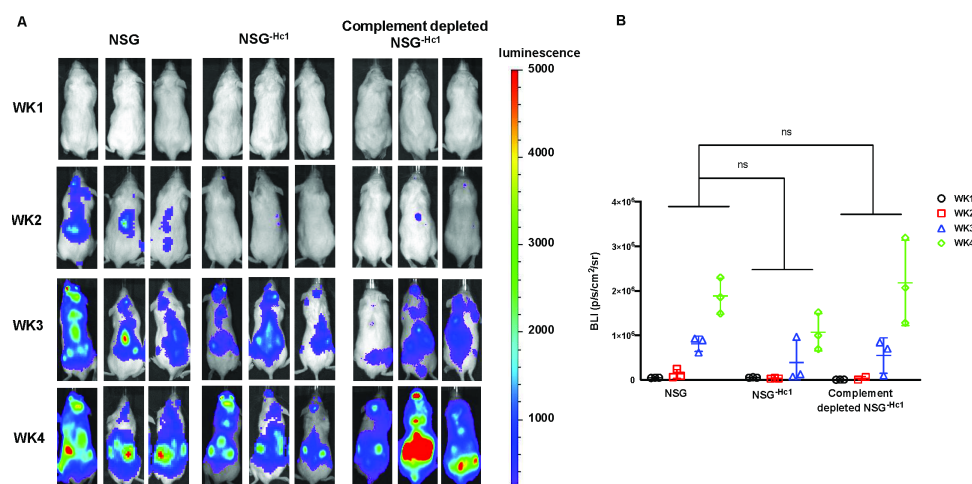 A
NSG
NSG-Hc1
Complement depleted
NSG-Hc1
luminescence
WK1
WK2
WK3
WK4
5000
4000
3000
2000
1000
B
ns
ns
WK1
WK2
WK3
WK4
BLI (p/s/cm²/sr)
4×10⁶
3×10⁶
2×10⁶
1×10⁶
0
NSG
NSG-Hc1
Complement
depleted NSG-Hc1